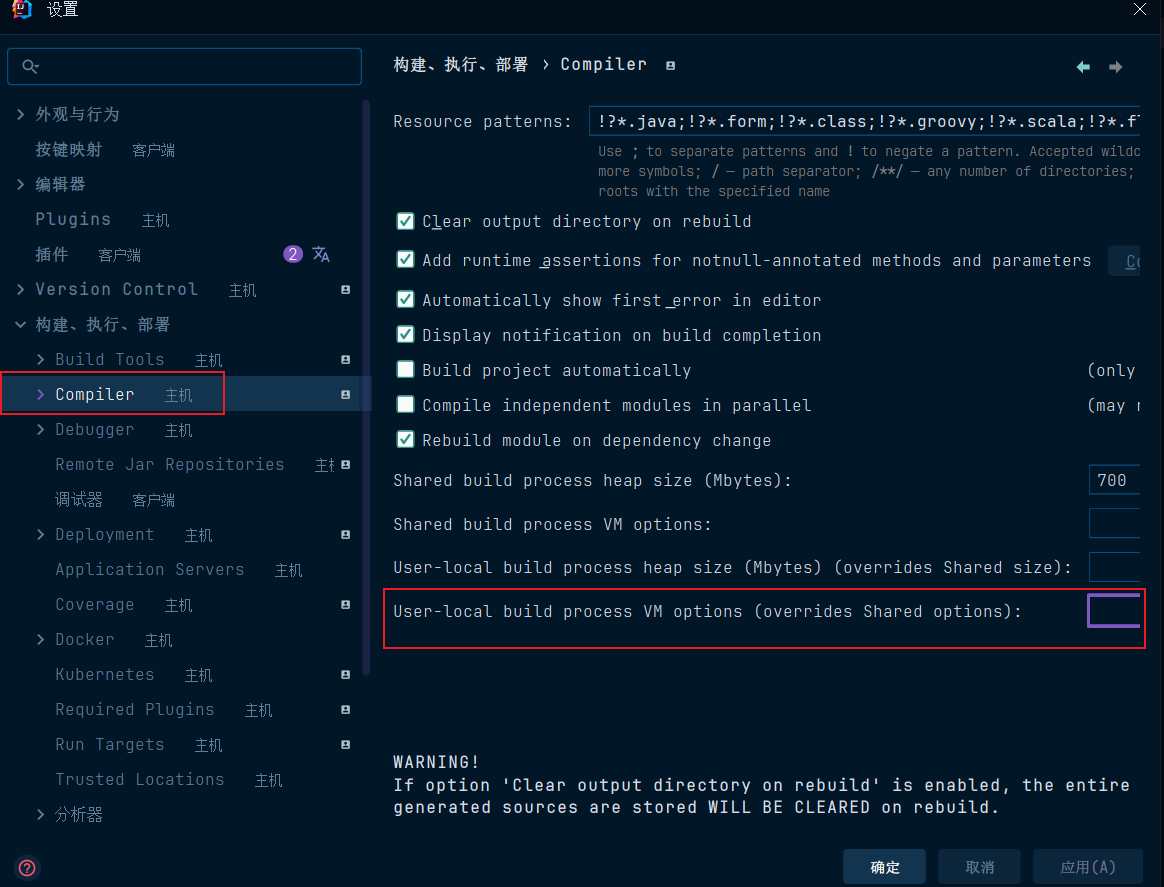 设置
构建、执行、部署 › Compiler
外观与行为
按键映射 客户端
编辑器
Plugins 主机
插件 客户端 2
Version Control 主机
构建、执行、部署
Build Tools 主机
Compiler 主机
Debugger 主机
Remote Jar Repositories 主
调试器 客户端
Deployment 主机
Application Servers 主机
Coverage 主机
Docker 主机
Kubernetes 主机
Required Plugins 主机
Run Targets 主机
Trusted Locations 主机
分析器
Resource patterns: !?*.java;!?*.form;!?*.class;!?*.groovy;!?*.scala;!?*.f
Use ; to separate patterns and ! to negate a pattern. Accepted wildc
more symbols; / — path separator; /**/ — any number of directories;
roots with the specified name
Clear output directory on rebuild
Add runtime assertions for notnull-annotated methods and parameters Co
Automatically show first error in editor
Display notification on build completion
Build project automatically (only
Compile independent modules in parallel (may
Rebuild module on dependency change
Shared build process heap size (Mbytes): 700
Shared build process VM options:
User-local build process heap size (Mbytes) (overrides Shared size):
User-local build process VM options (overrides Shared options):
WARNING!
If option 'Clear output directory on rebuild' is enabled, the entire
generated sources are stored WILL BE CLEARED on rebuild.
?
确定 取消 应用(A)